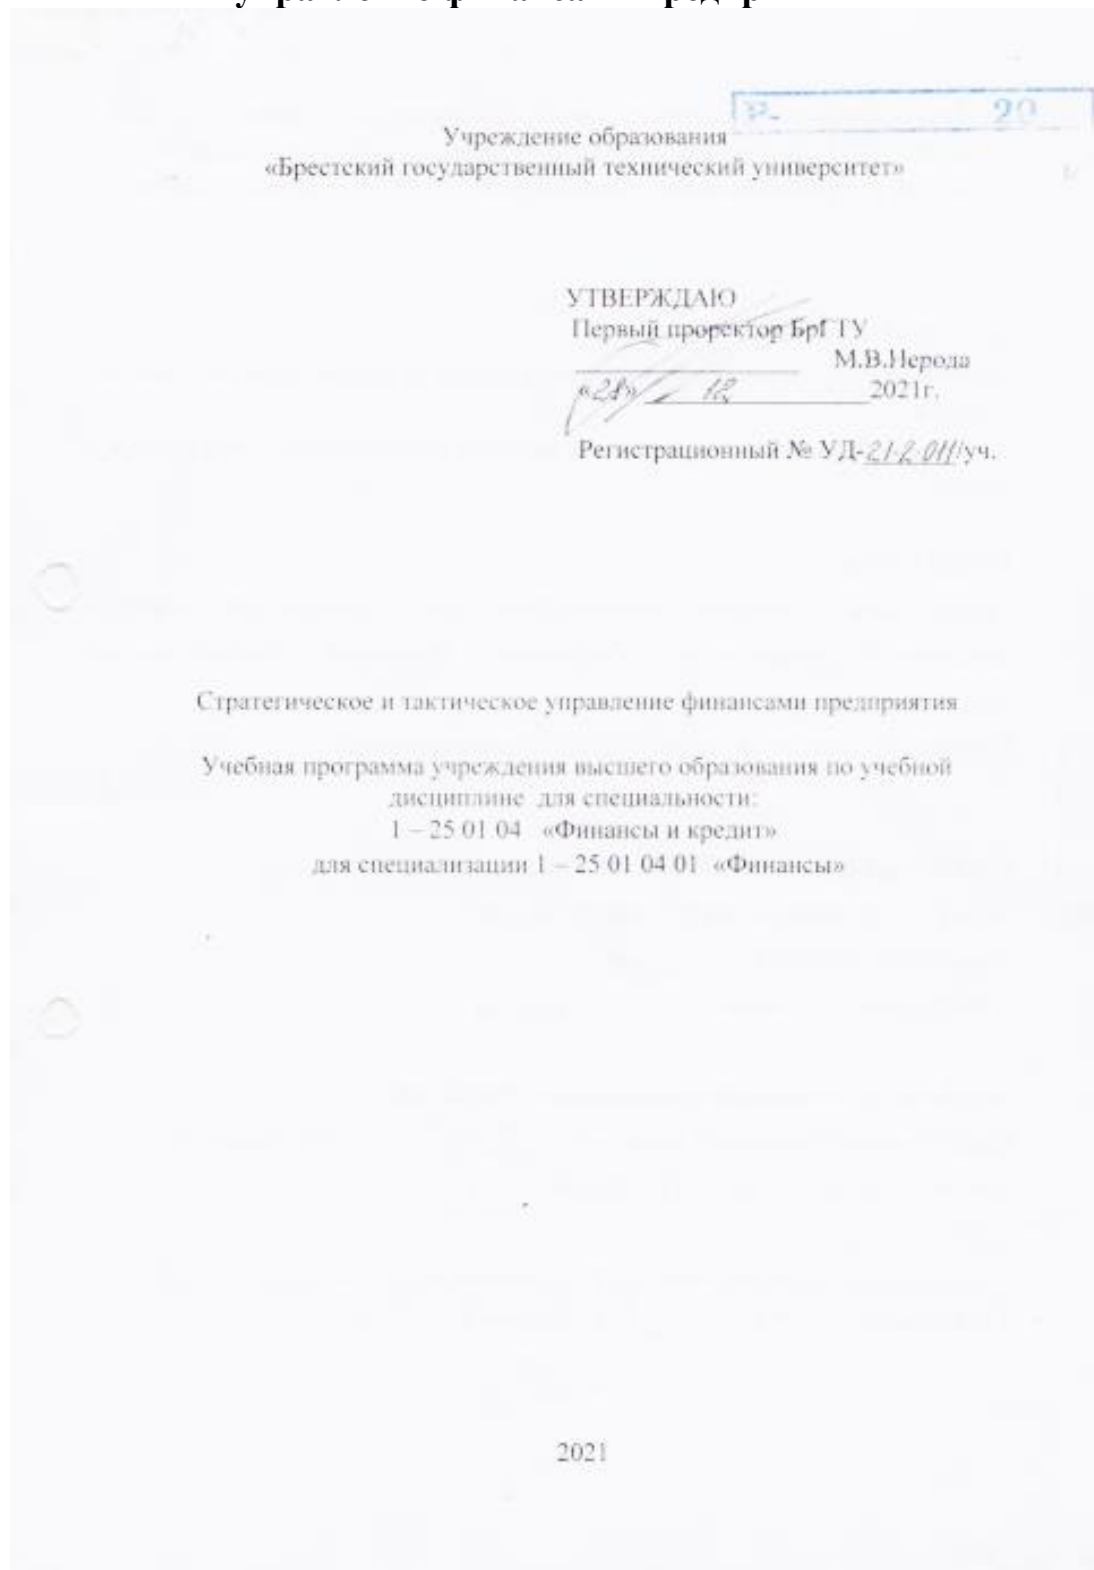 Учреждение образования
«Брестский государственный технический университет»
УТВЕРЖДАЮ
Первый проректор БрГТУ
М.В.Нерода
«28» 12 2021г.
Регистрационный № УД-21-2-011/уч.
Стратегическое и тактическое управление финансами предприятия
Учебная программа учреждения высшего образования по учебной
дисциплине для специальности:
1 – 25 01 04 «Финансы и кредит»
для специализации 1 – 25 01 04 01 «Финансы»
2021